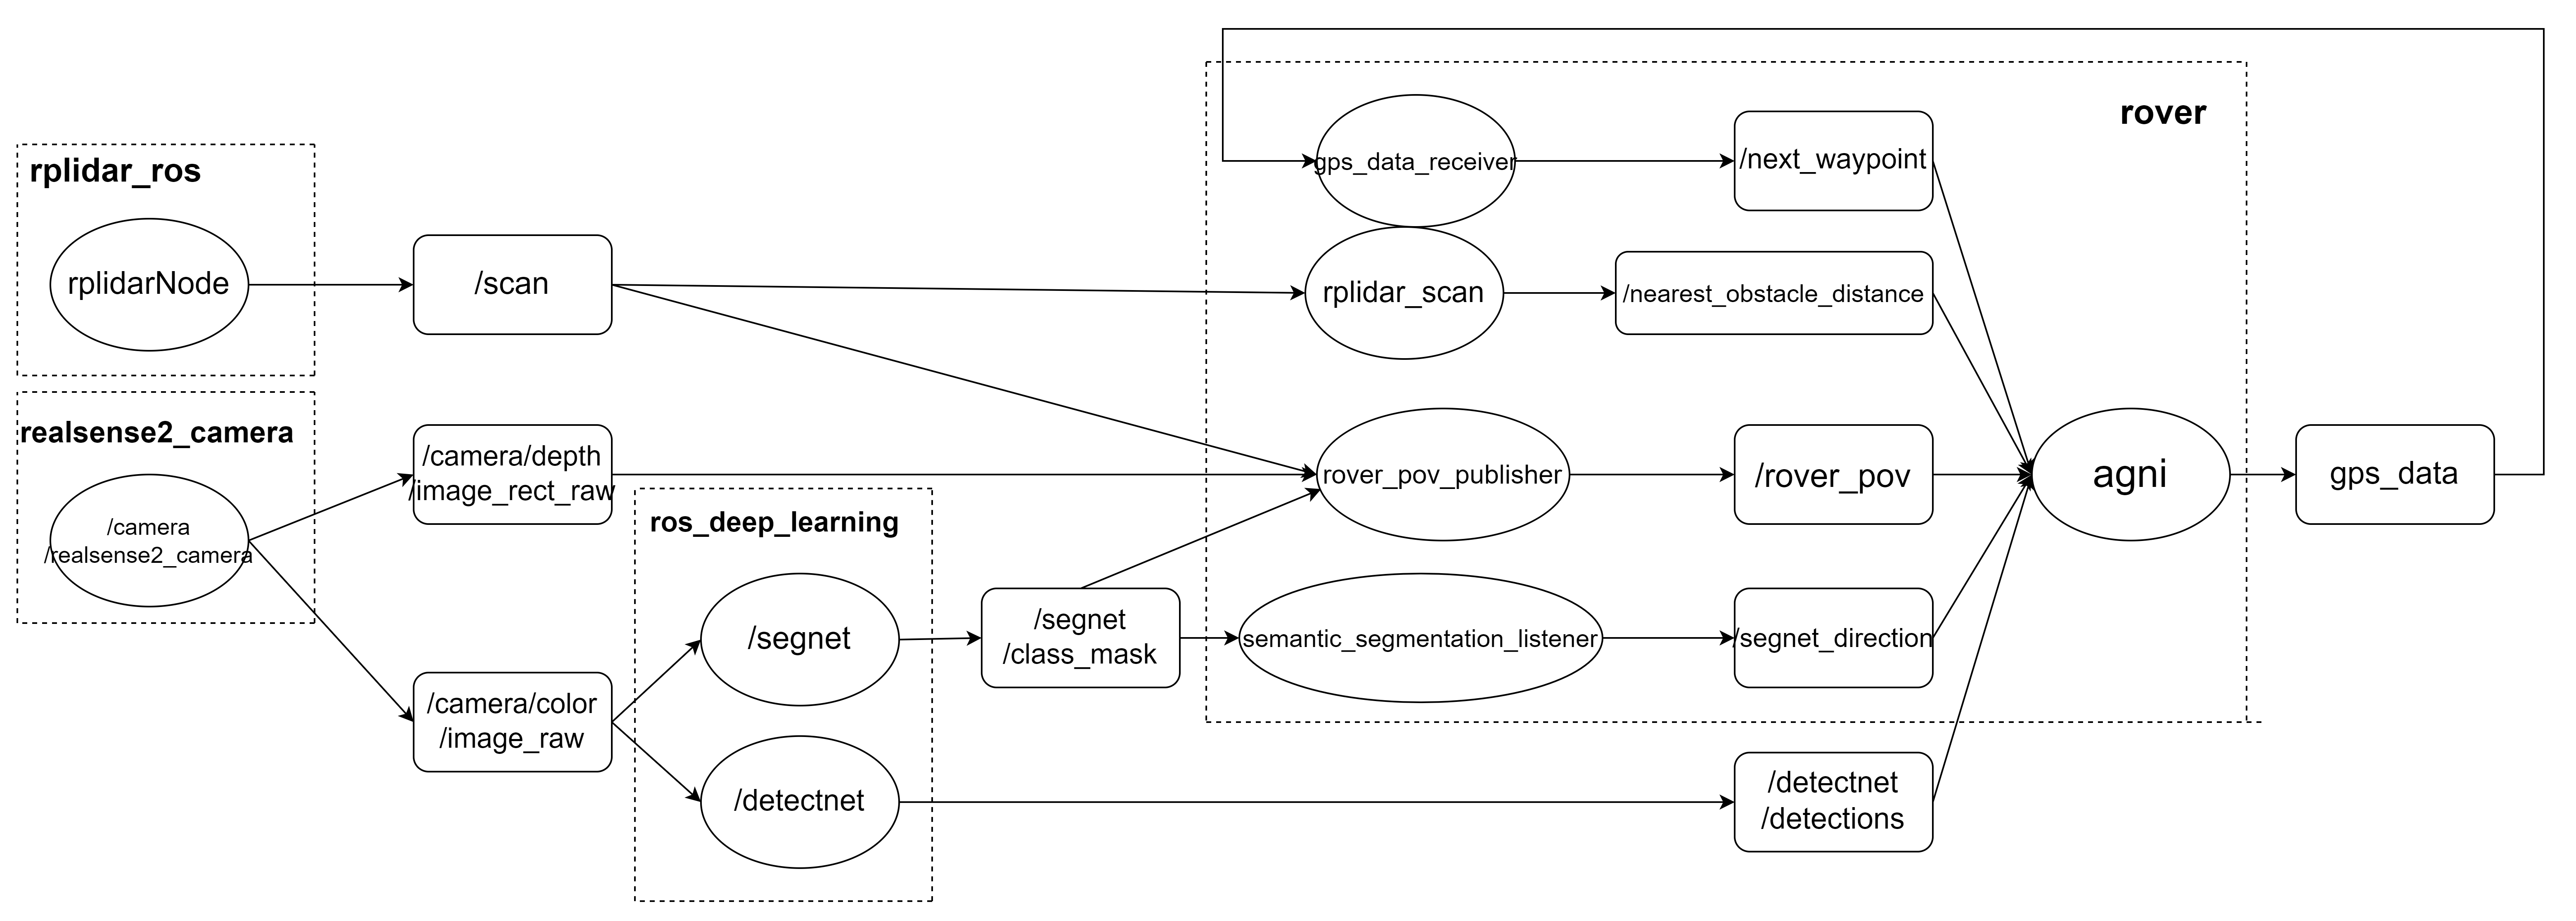 rover
rplidar_ros
gps_data_receiver
/next_waypoint
rplidarNode
/scan
rplidar_scan
/nearest_obstacle_distance
realsense2_camera
/camera/depth
/image_rect_raw
rover_pov_publisher
/rover_pov
agni
gps_data
/camera
/realsense2_camera
ros_deep_learning
/segnet
/segnet
/class_mask
semantic_segmentation_listener
/segnet_direction
/camera/color
/image_raw
/detectnet
/detectnet
/detections